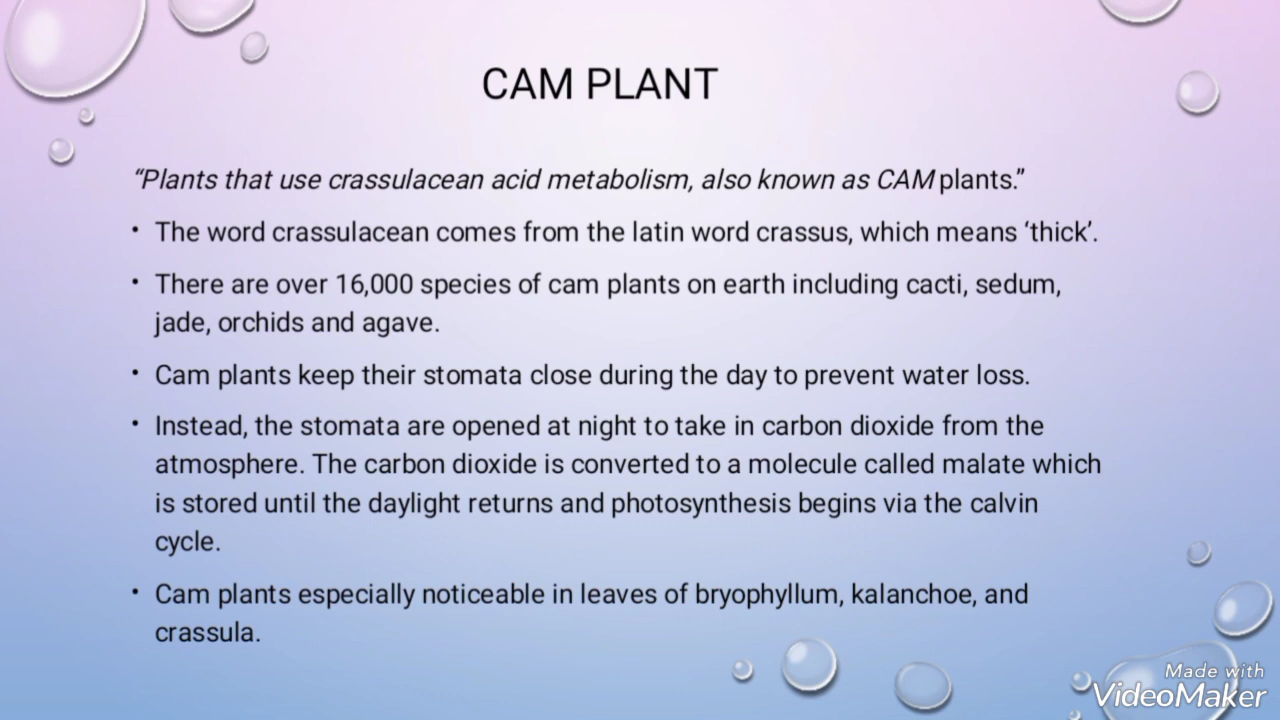 CAM PLANT
“Plants that use crassulacean acid metabolism, also known as CAM plants.”
• The word crassulacean comes from the latin word crassus, which means ‘thick’.
• There are over 16,000 species of cam plants on earth including cacti, sedum,
jade, orchids and agave.
• Cam plants keep their stomata close during the day to prevent water loss.
• Instead, the stomata are opened at night to take in carbon dioxide from the
atmosphere. The carbon dioxide is converted to a molecule called malate which
is stored until the daylight returns and photosynthesis begins via the calvin
cycle.
• Cam plants especially noticeable in leaves of bryophyllum, kalanchoe, and
crassula.
Made with
VideoMaker